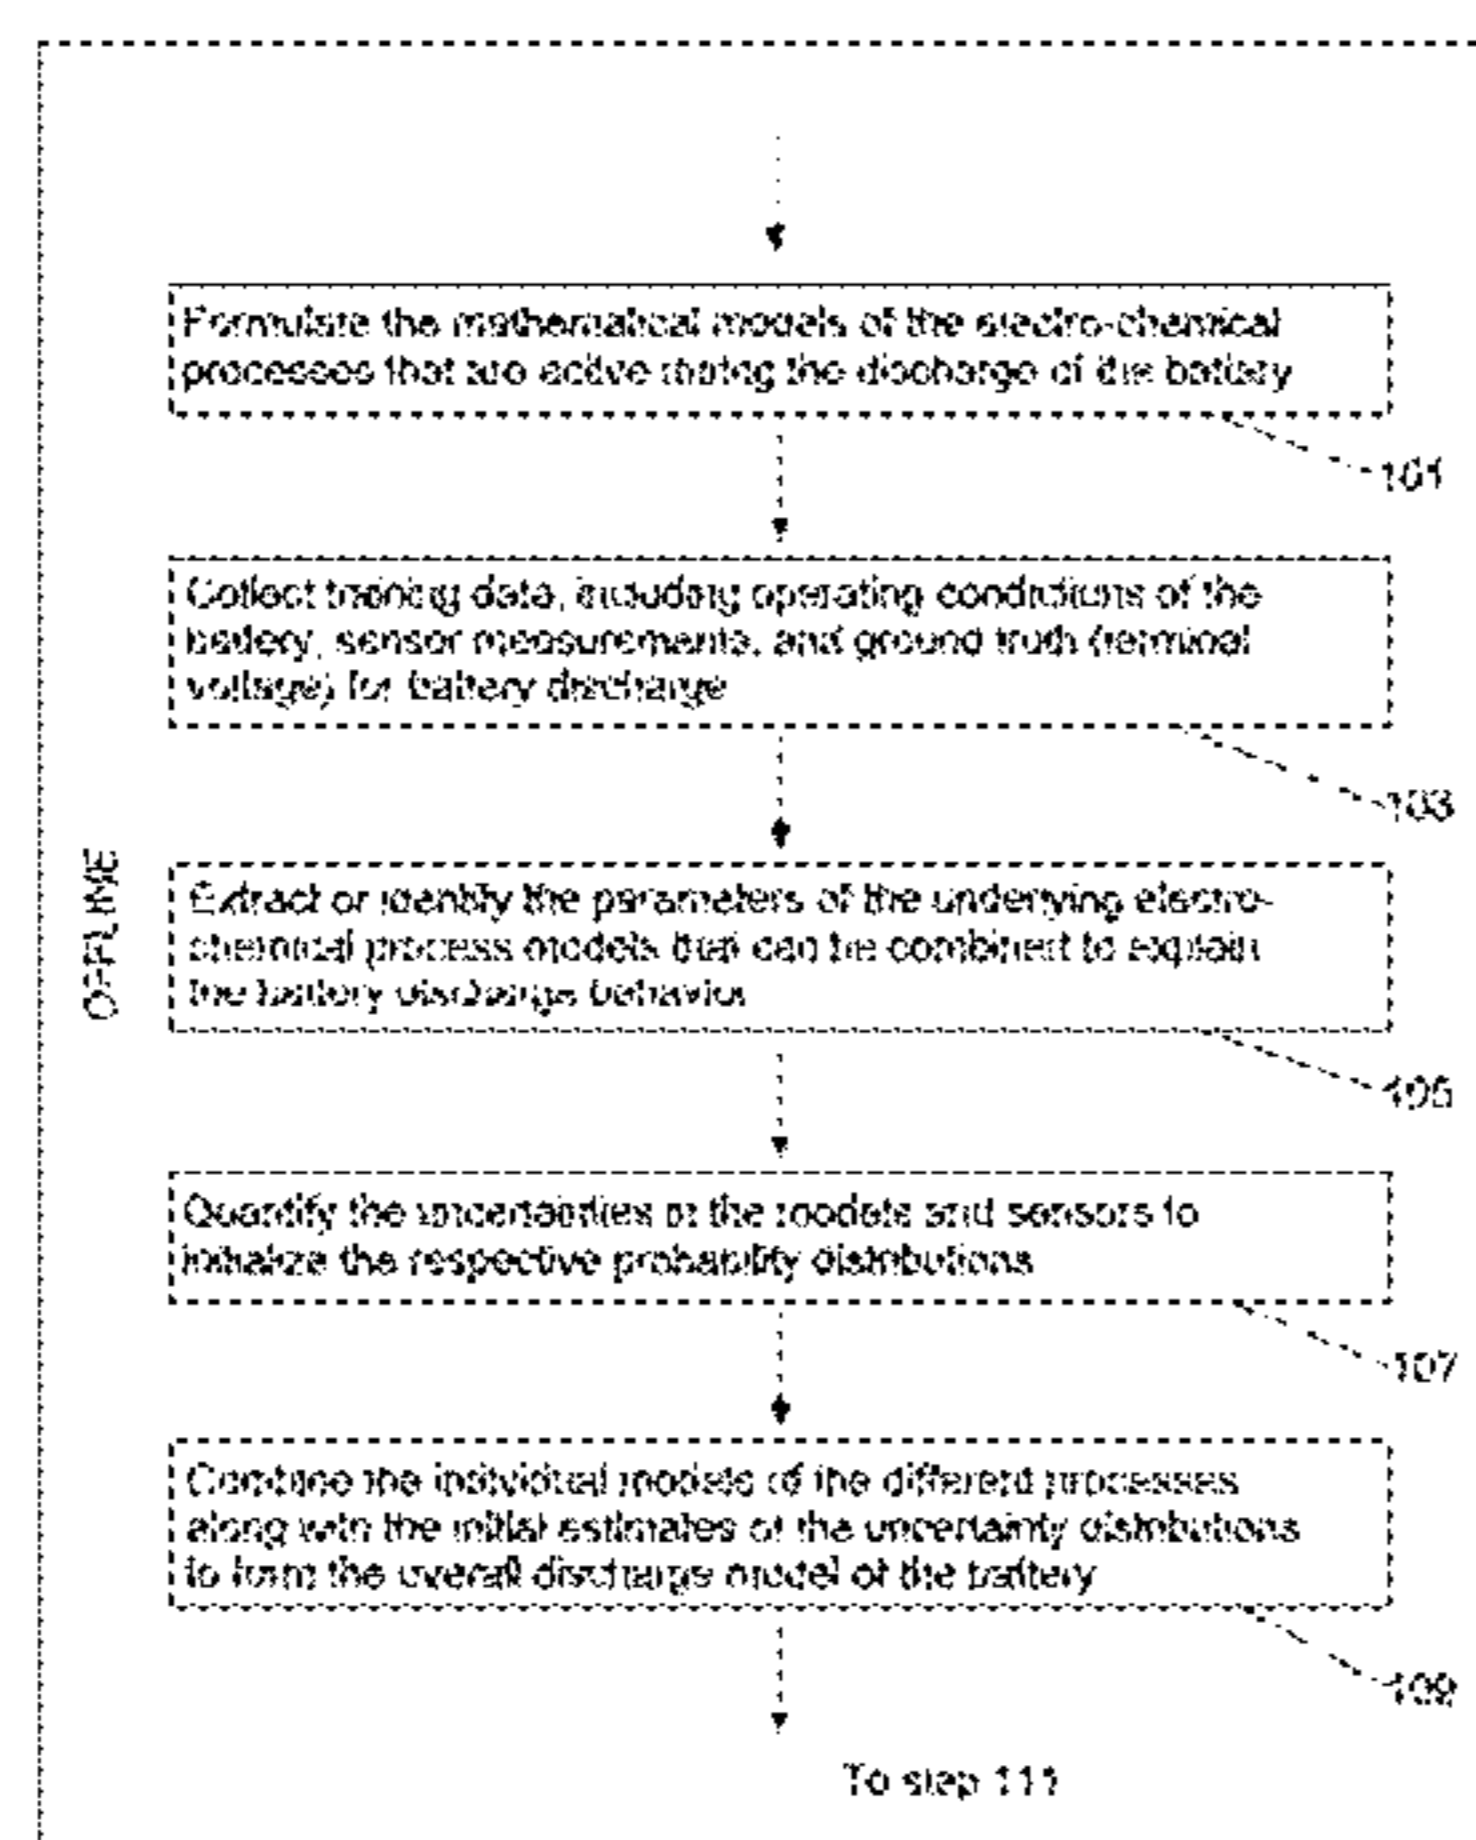 Formulate the mathematical models of the electro-chemical
processes that are active during the discharge of the battery
101
Collect training data, including operating conditions of the
battery, sensor measurements, and ground truth (terminal
voltage) for battery discharge
103
OFFLINE
Extract or identify the parameters of the underlying electro-
chemical process models that can be combined to explain
the battery discharge behavior
105
Quantify the uncertainties in the models and sensors to
initialize the respective probability distributions
107
Combine the individual models of the different processes
along with the initial estimates of the uncertainty distributions
to form the overall discharge model of the battery
109
To step 111